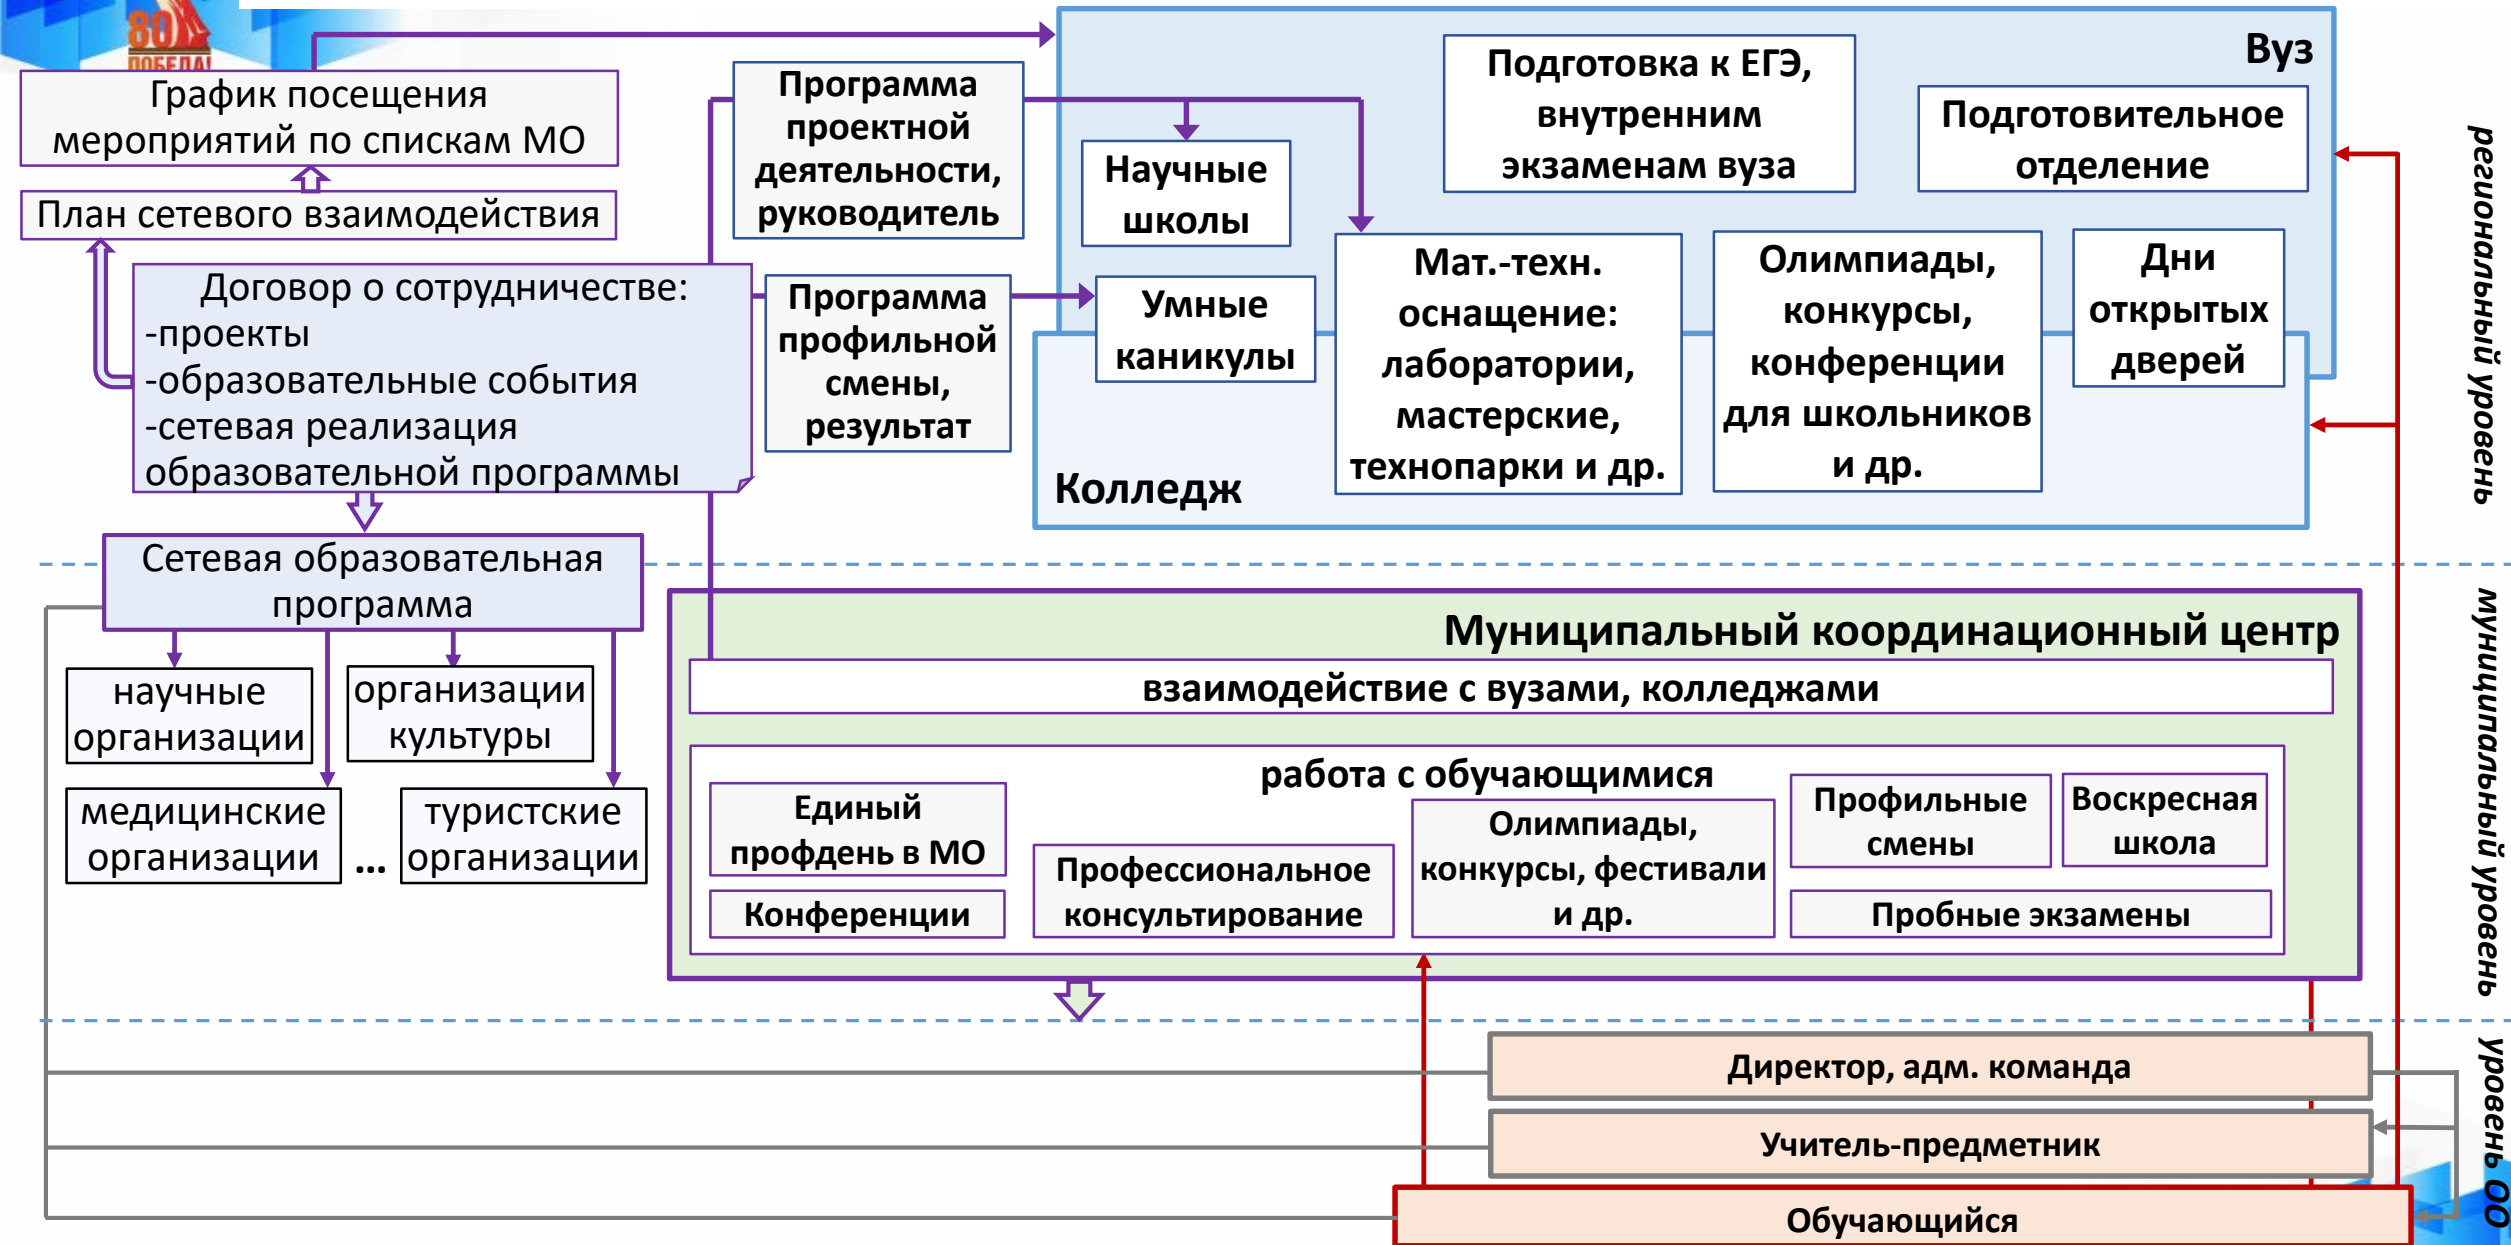 80
ПОБЕДА!
График посещения
мероприятий по спискам МО
План сетевого взаимодействия
Договор о сотрудничестве:
-проекты
-образовательные события
-сетевая реализация
образовательной программы
Программа
проектной
деятельности,
руководитель
Программа
профильной
смены,
результат
Вуз
Подготовка к ЕГЭ,
внутренним
экзаменам вуза
Подготовительное
отделение
Научные
школы
Умные
каникулы
Мат.-техн.
оснащение:
лаборатории,
мастерские,
технопарки и др.
Олимпиады,
конкурсы,
конференции
для школьников
и др.
Дни
открытых
дверей
Колледж
региональный уровень
Сетевая образовательная
программа
научные
организации
организации
культуры
медицинские
организации
...
туристские
организации
Муниципальный координационный центр
взаимодействие с вузами, колледжами
работа с обучающимися
Единый
профдень в МО
Конференции
Профессиональное
консультирование
Олимпиады,
конкурсы, фестивали
и др.
Профильные
смены
Воскресная
школа
Пробные экзамены
муниципальный уровень
Директор, адм. команда
Учитель-предметник
Обучающийся
уровень ОО